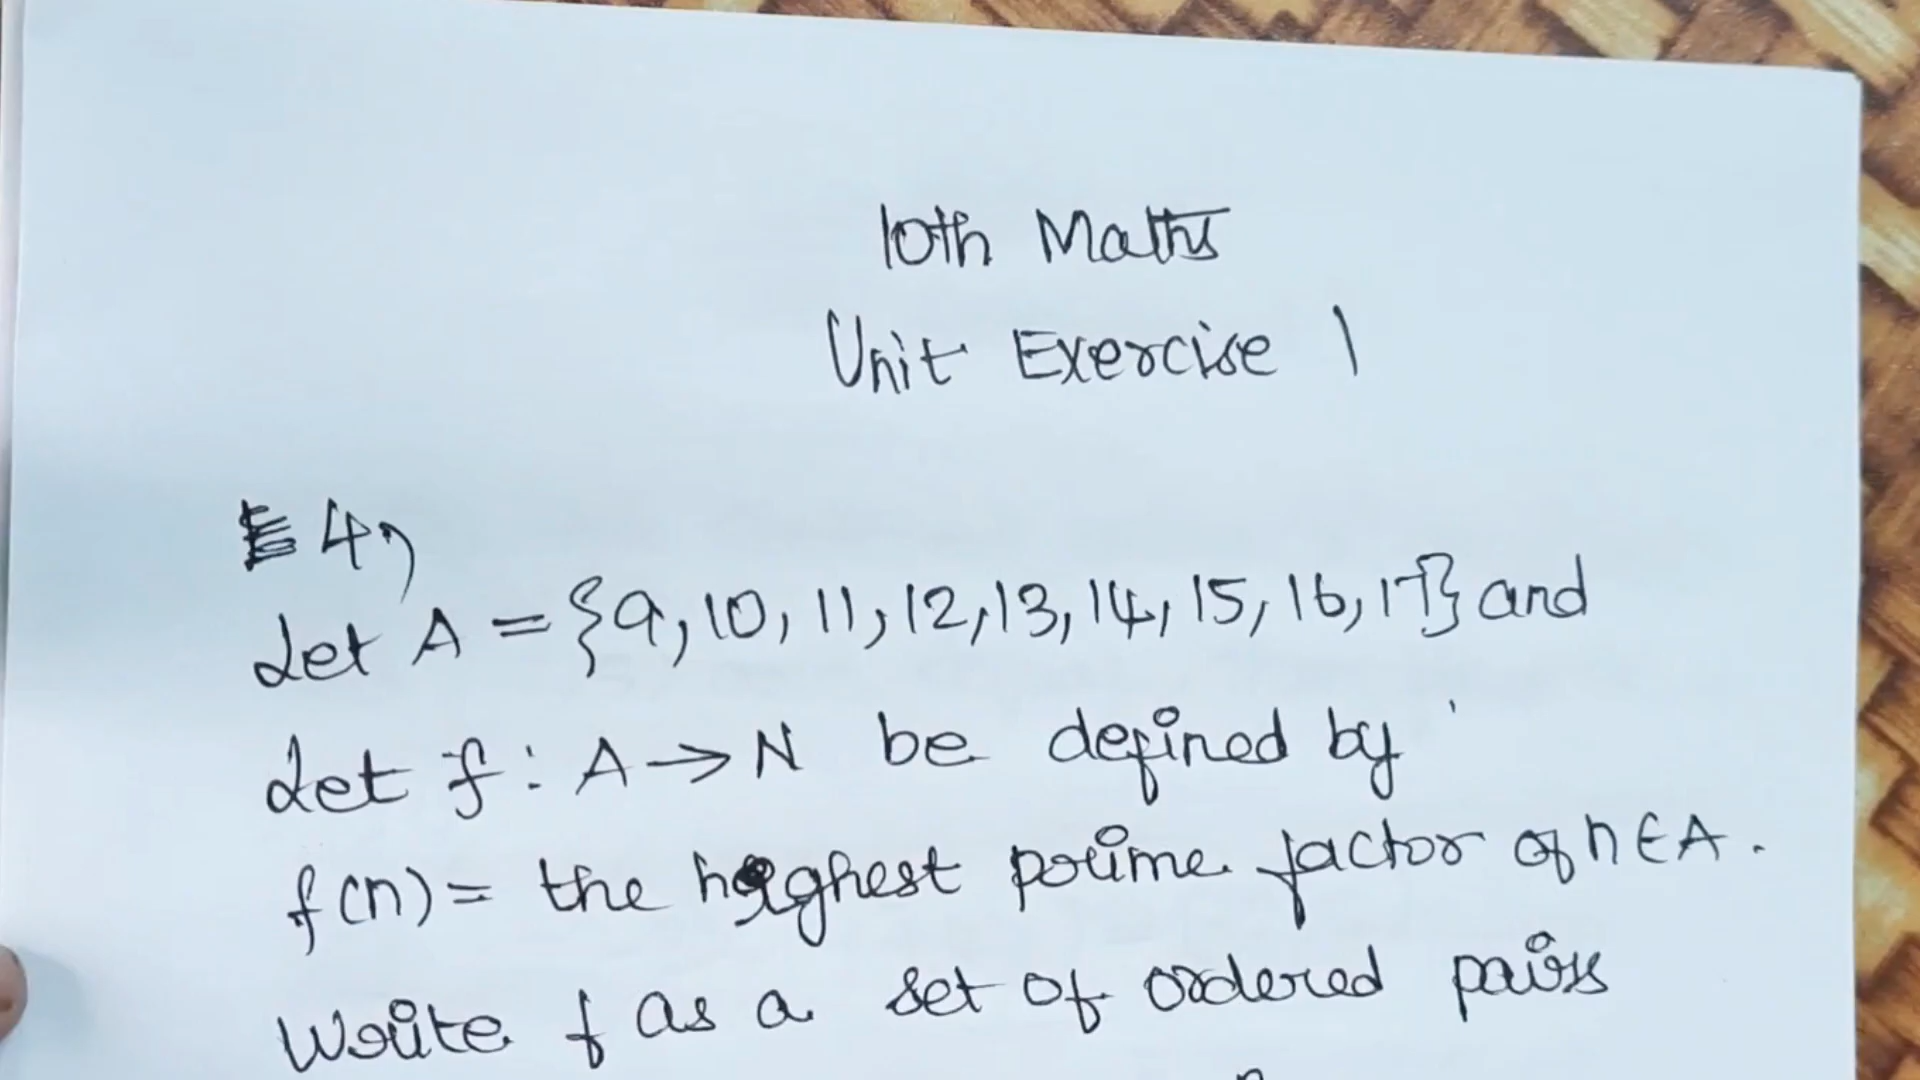 10th Maths
Unit Exercise 1
4,
Let A = {9, 10, 11, 12, 13, 14, 15, 16, 17} and
Let f : A → N be defined by
f(n) = the highest prime factor of n ∈ A.
Write f as a set of ordered pairs